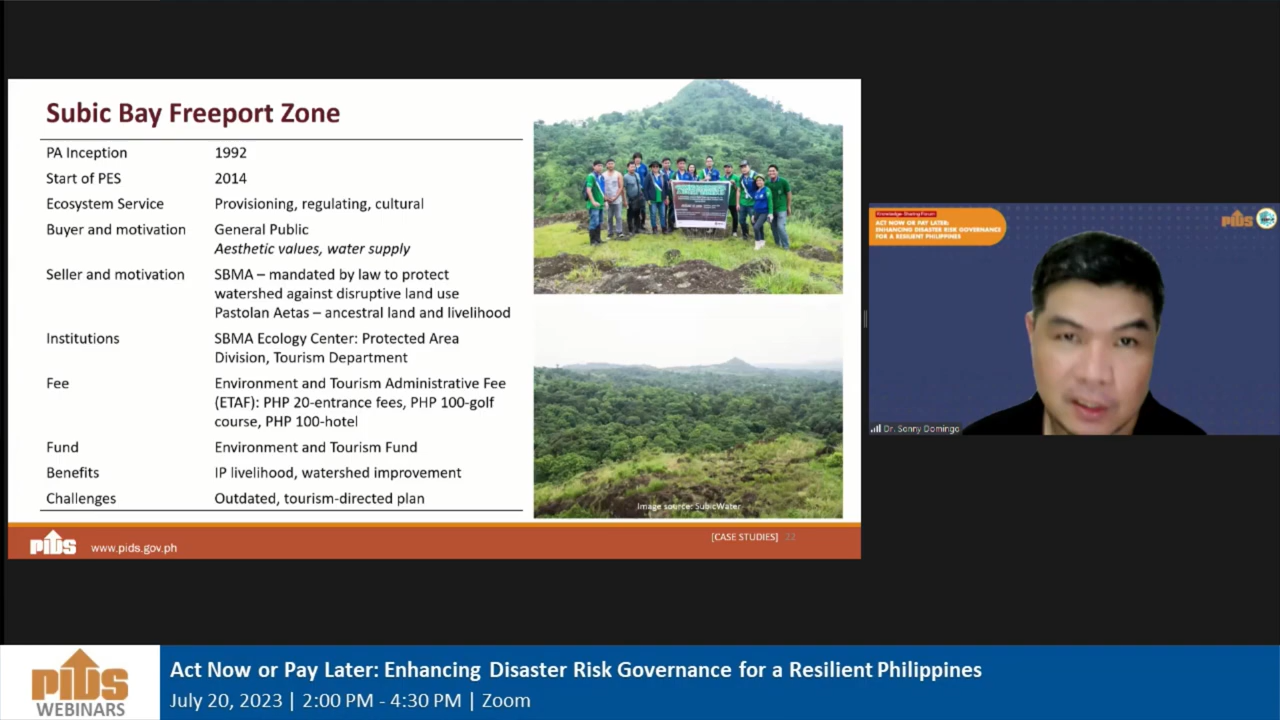 Subic Bay Freeport Zone
PA Inception 1992
Start of PES 2014
Ecosystem Service Provisioning, regulating, cultural
Buyer and motivation General Public
Aesthetic values, water supply
Seller and motivation SBMA – mandated by law to protect
watershed against disruptive land use
Pastolan Aetas – ancestral land and livelihood
Institutions SBMA Ecology Center: Protected Area
Division, Tourism Department
Fee Environment and Tourism Administrative Fee
(ETAF): PHP 20-entrance fees, PHP 100-golf
course, PHP 100-hotel
Fund Environment and Tourism Fund
Benefits IP livelihood, watershed improvement
Challenges Outdated, tourism-directed plan
Image source: SubicWater
PIDS www.pids.gov.ph
[CASE STUDIES] 22
Knowledge-Sharing Forum
ACT NOW OR PAY LATER:
ENHANCING DISASTER RISK GOVERNANCE
FOR A RESILIENT PHILIPPINES
PIDS
Dr. Sonny Domingo
PIDS
WEBINARS
Act Now or Pay Later: Enhancing Disaster Risk Governance for a Resilient Philippines
July 20, 2023 | 2:00 PM - 4:30 PM | Zoom